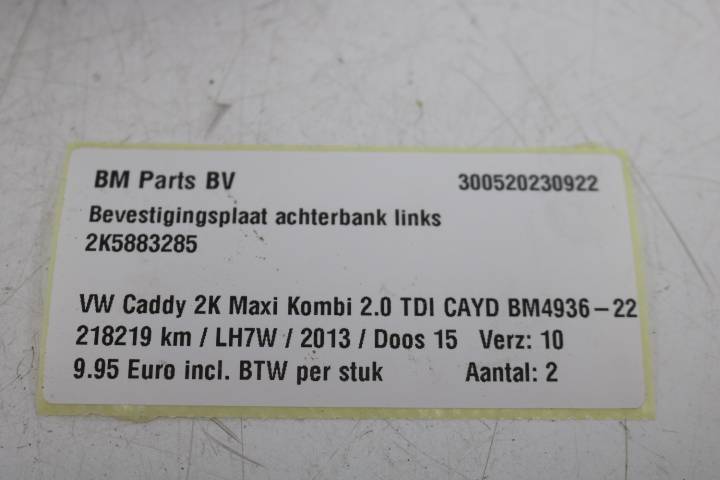 BM Parts BV 300520230922
Bevestigingsplaat achterbank links
2K5883285
VW Caddy 2K Maxi Kombi 2.0 TDI CAYD BM4936-22
218219 km / LH7W / 2013 / Doos 15 Verz: 10
9.95 Euro incl. BTW per stuk Aantal: 2